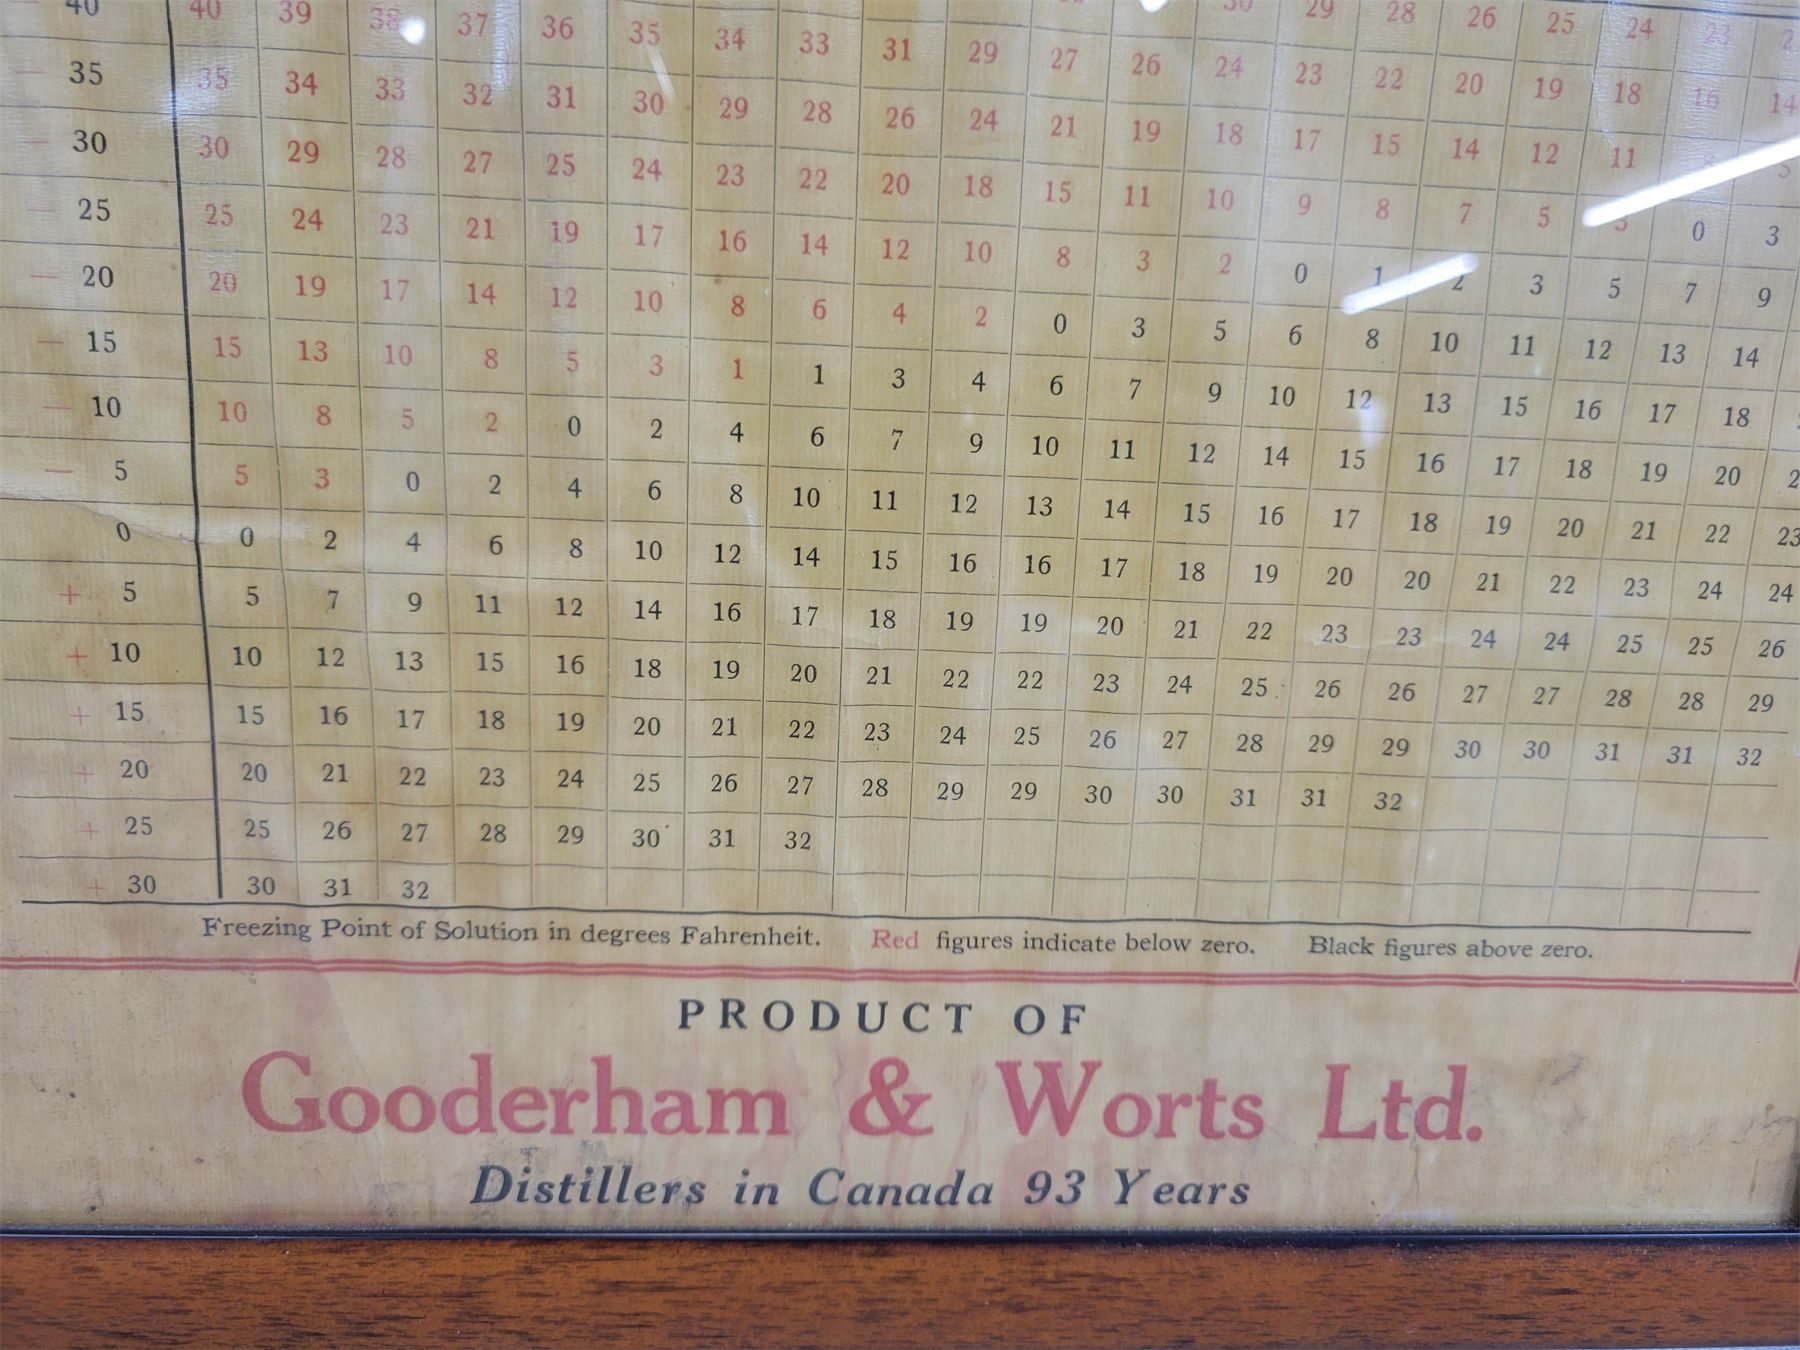 29 28 26 25 24 23
40 40 39 38 37 36 35 34 33 31 29 27 26 24 23 22 20 19 18 16 14
— 35 35 34 33 32 31 30 29 28 26 24 21 19 18 17 15 14 12 11
— 30 30 29 28 27 25 24 23 22 20 18 15 11 10 9 8 7 5 3 0 3
— 25 25 24 23 21 19 17 16 14 12 10 8 3 2 0 1 2 3 5 7 9
— 20 20 19 17 14 12 10 8 6 4 2 0 3 5 6 8 10 11 12 13 14
— 15 15 13 10 8 5 3 1 1 3 4 6 7 9 10 12 13 15 16 17 18
— 10 10 8 5 2 0 2 4 6 7 9 10 11 12 14 15 16 17 18 19 20
— 5 5 3 0 2 4 6 8 10 11 12 13 14 15 16 17 18 19 20 21 22 23
0 0 2 4 6 8 10 12 14 15 16 16 17 18 19 20 20 21 22 23 24 24
+ 5 5 7 9 11 12 14 16 17 18 19 19 20 21 22 23 23 24 24 25 25 26
+ 10 10 12 13 15 16 18 19 20 21 22 22 23 24 25 26 26 27 27 28 28 29
+ 15 15 16 17 18 19 20 21 22 23 24 25 26 27 28 29 29 30 30 31 31 32
+ 20 20 21 22 23 24 25 26 27 28 29 29 30 30 31 31 32
+ 25 25 26 27 28 29 30 31 32
+ 30 30 31 32
Freezing Point of Solution in degrees Fahrenheit. Red figures indicate below zero. Black figures above zero.
PRODUCT OF
Gooderham & Worts Ltd.
Distillers in Canada 93 Years